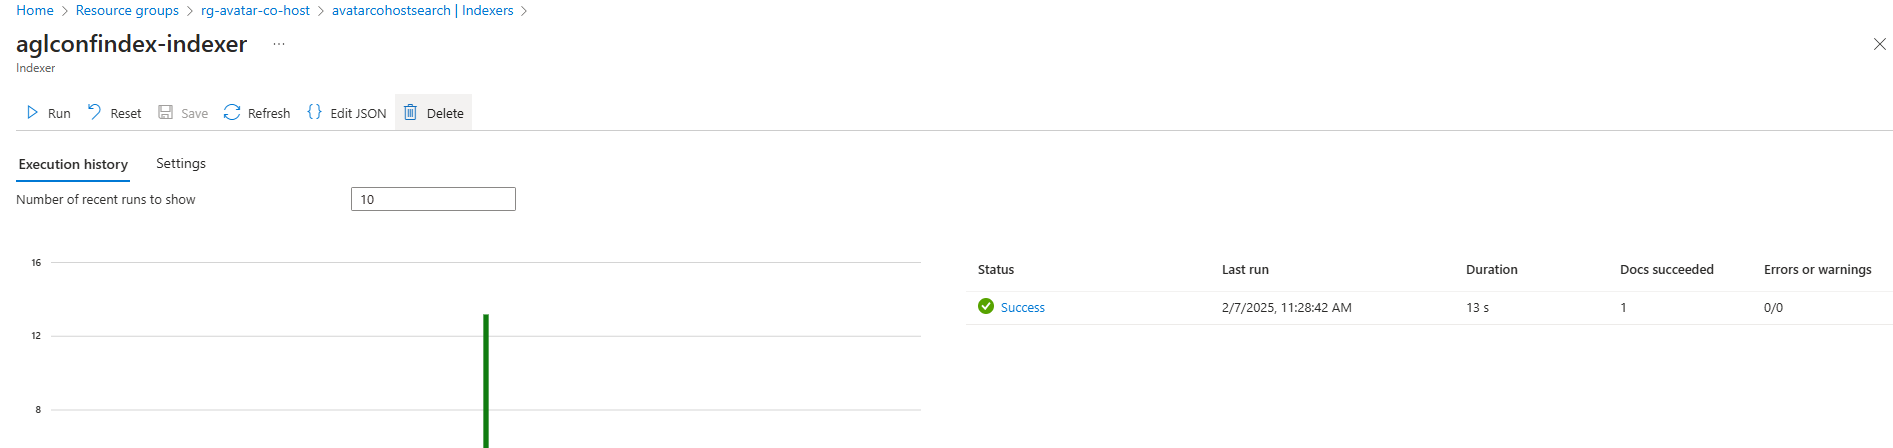 Home > Resource groups > rg-avatar-co-host > avatarcohostsearch | Indexers >
aglconfindex-indexer ...
Indexer
Run Reset Save Refresh {} Edit JSON Delete
Execution history Settings
Number of recent runs to show 10
16
12
8
Status Last run Duration Docs succeeded Errors or warnings
Success 2/7/2025, 11:28:42 AM 13 s 1 0/0